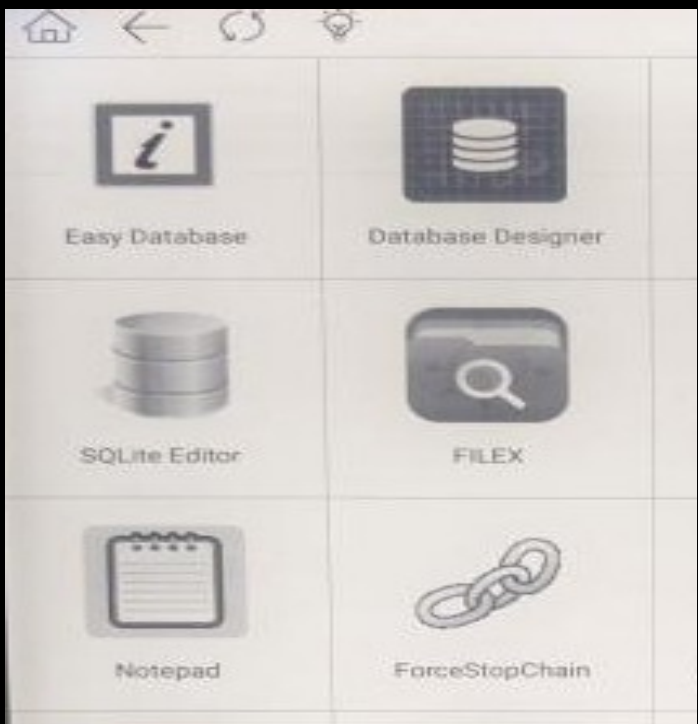 Easy Database
Database Designer
SQLite Editor
FILEX
Notepad
ForceStopChain